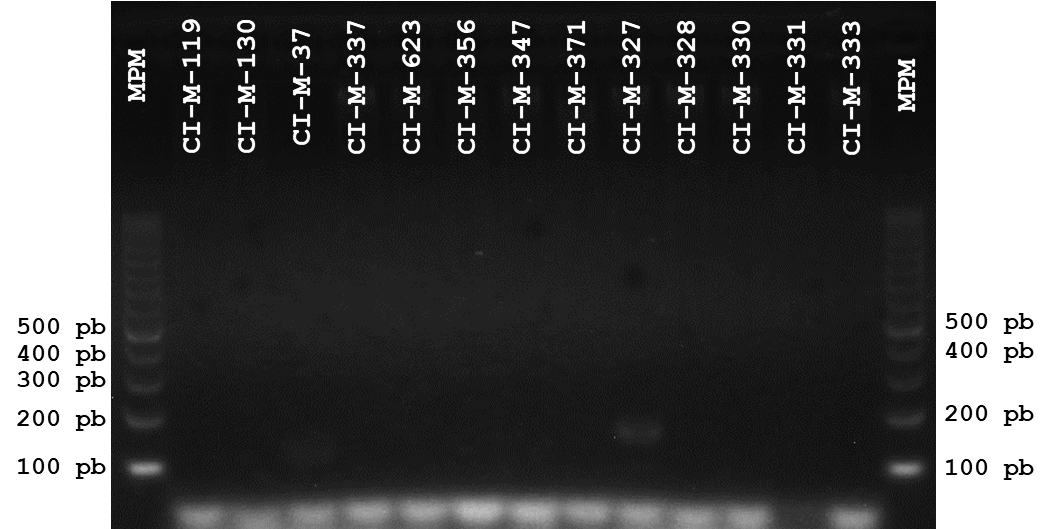 MPM
CI-M-119
CI-M-130
CI-M-37
CI-M-337
CI-M-623
CI-M-356
CI-M-347
CI-M-371
CI-M-327
CI-M-328
CI-M-330
CI-M-331
CI-M-333
MPM
500 pb
400 pb
300 pb
200 pb
100 pb
500 pb
400 pb
200 pb
100 pb